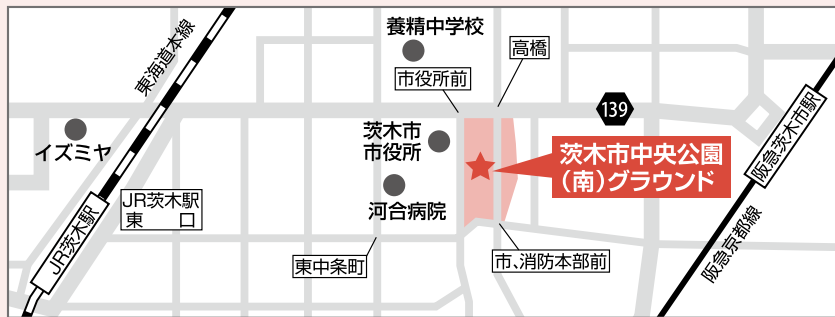 養精中学校
高橋
市役所前
東海道本線
139
イズミヤ
茨木市
市役所
茨木市中央公園
(南)グラウンド
阪急茨木市駅
JR茨木駅
東 口
河合病院
JR茨木駅
東中条町
市、消防本部前
阪急京都線